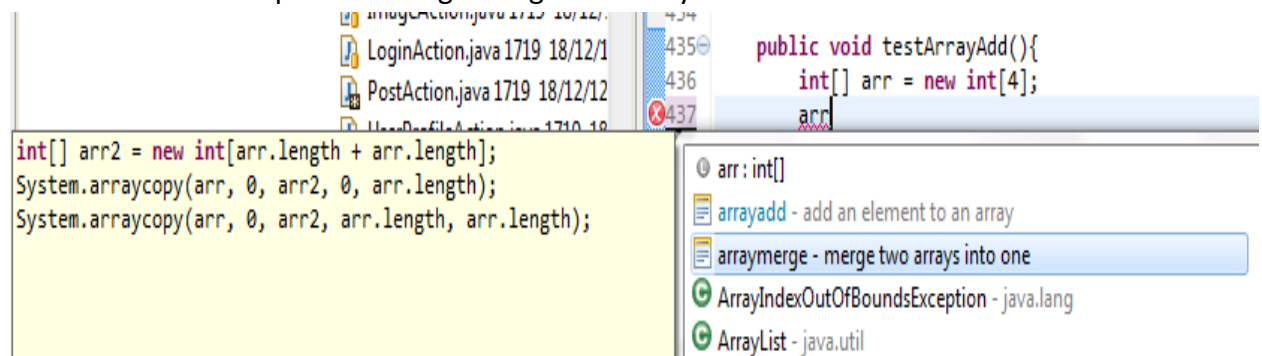 LoginAction.java 1719 18/12/1
PostAction.java 1719 18/12/12
435
public void testArrayAdd(){
436
int[] arr = new int[4];
437
arr
int[] arr2 = new int[arr.length + arr.length];
System.arraycopy(arr, 0, arr2, 0, arr.length);
System.arraycopy(arr, 0, arr2, arr.length, arr.length);
arr : int[]
arrayadd - add an element to an array
arraymerge - merge two arrays into one
ArrayIndexOutOfBoundsException - java.lang
ArrayList - java.util